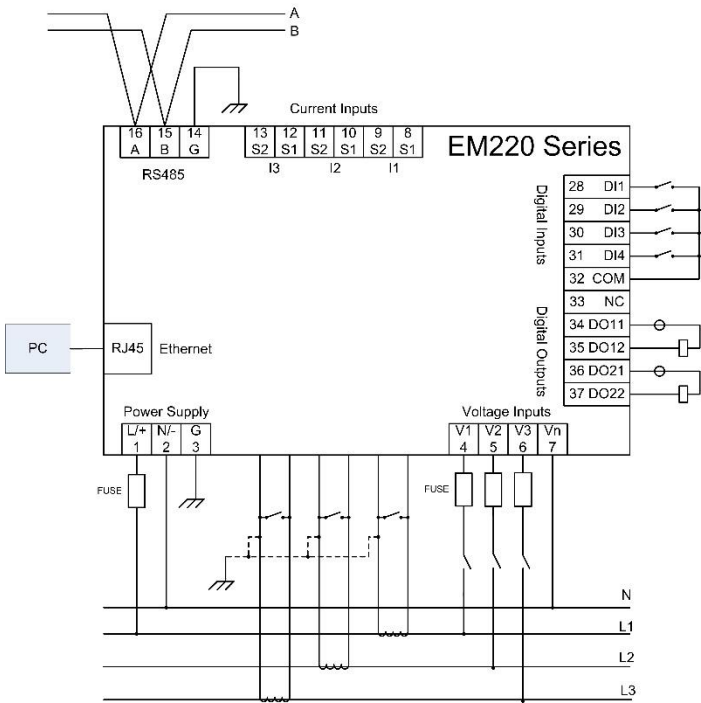 A
B
Current Inputs
16 15 14
A B G
RS485
13 12 11 10 9 8
S2 S1 S2 S1 S2 S1
I3 I2 I1
EM220 Series
Digital Inputs
28 DI1
29 DI2
30 DI3
31 DI4
32 COM
33 NC
Digital Outputs
34 DO11
35 DO12
36 DO21
37 DO22
PC
RJ45
Ethernet
Power Supply
L/+ N/- G
1 2 3
Voltage Inputs
V1 V2 V3 Vn
4 5 6 7
FUSE
FUSE
N
L1
L2
L3